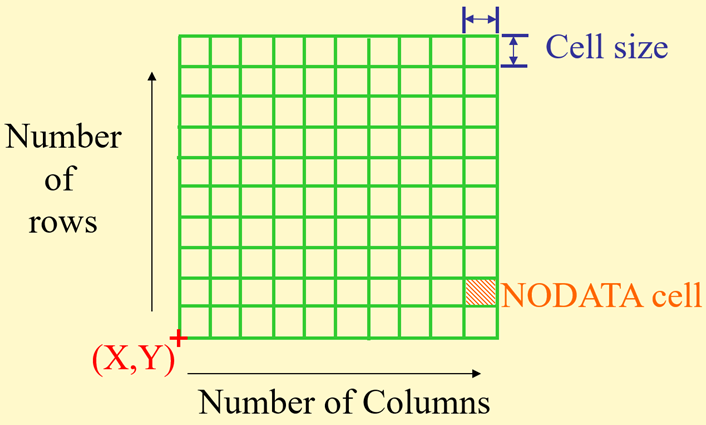 Cell size
Number
of
rows
NODATA cell
(X,Y)
Number of Columns